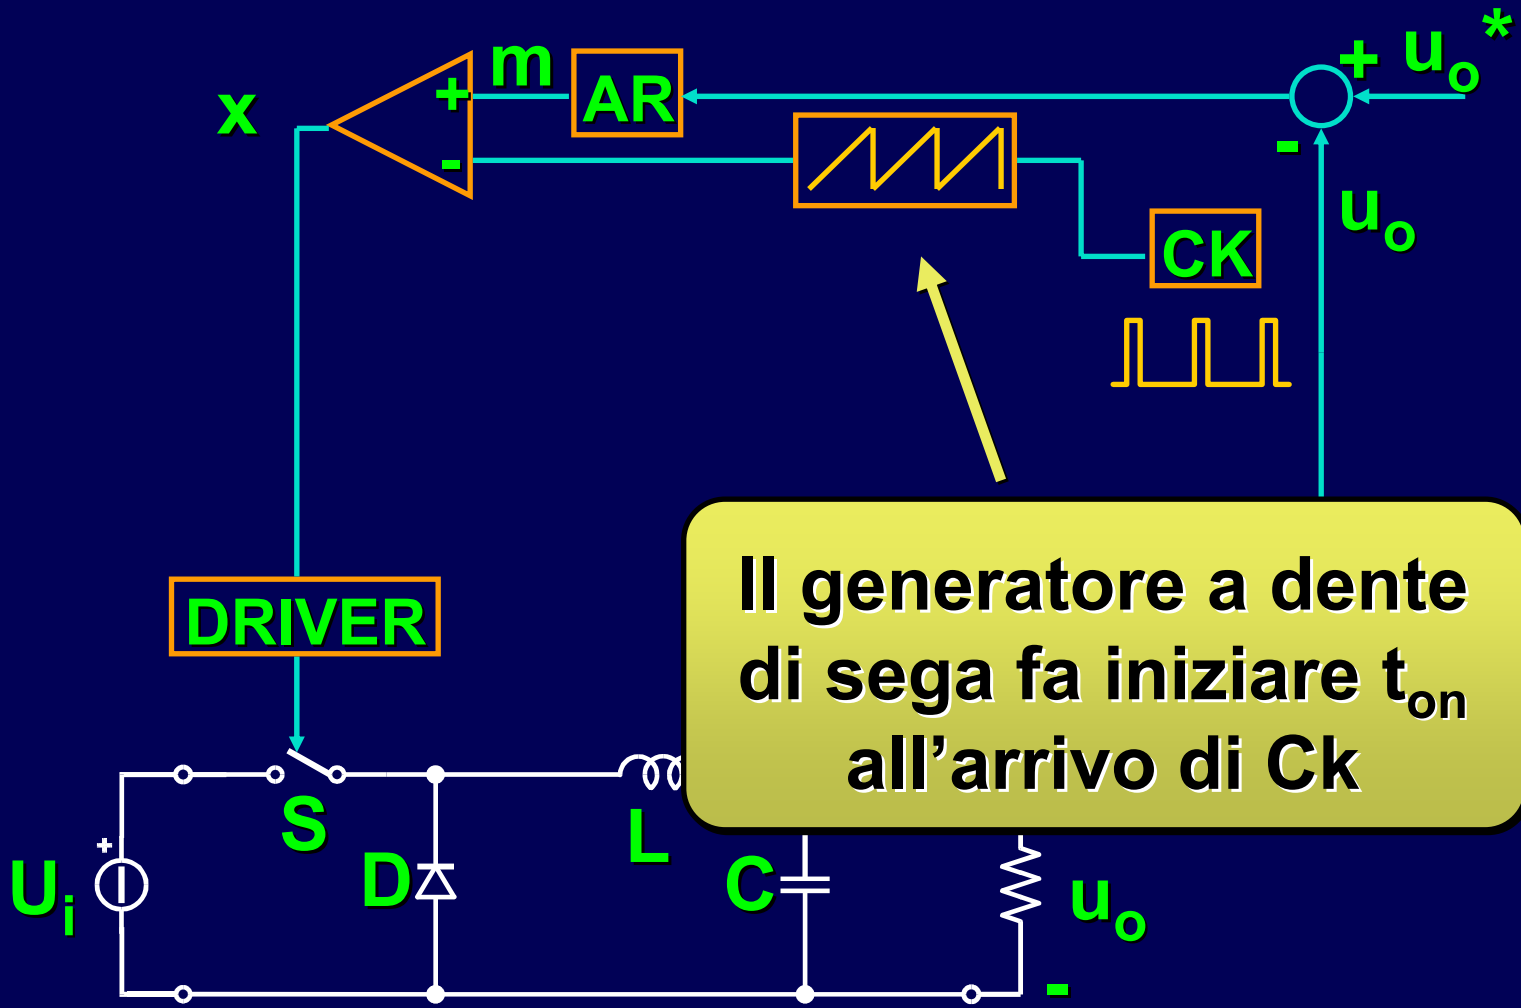 x
+ m AR
-
+ uo*
-
uo
CK
DRIVER
Il generatore a dente
di sega fa iniziare ton
all’arrivo di Ck
S
L
+
Ui
D
C
uo
-